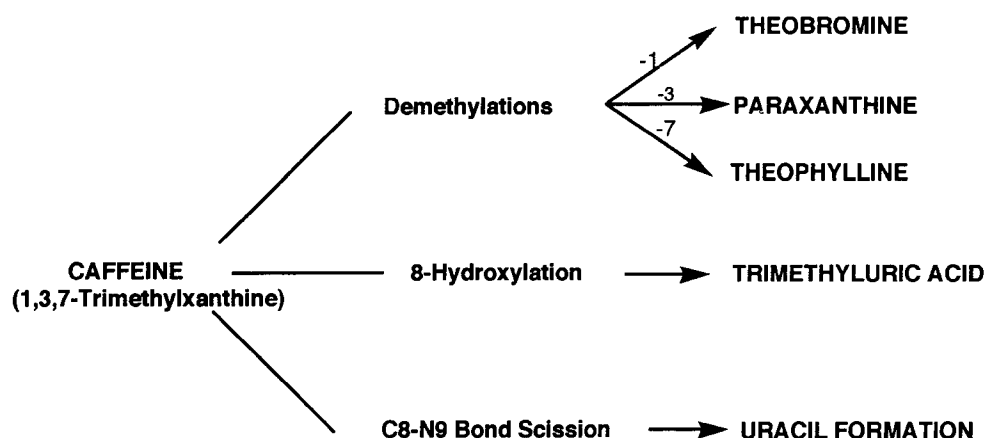 THEOBROMINE
-1
Demethylations
-3
PARAXANTHINE
-7
THEOPHYLLINE
CAFFEINE
(1,3,7-Trimethylxanthine)
8-Hydroxylation
TRIMETHYLURIC ACID
C8-N9 Bond Scission
URACIL FORMATION